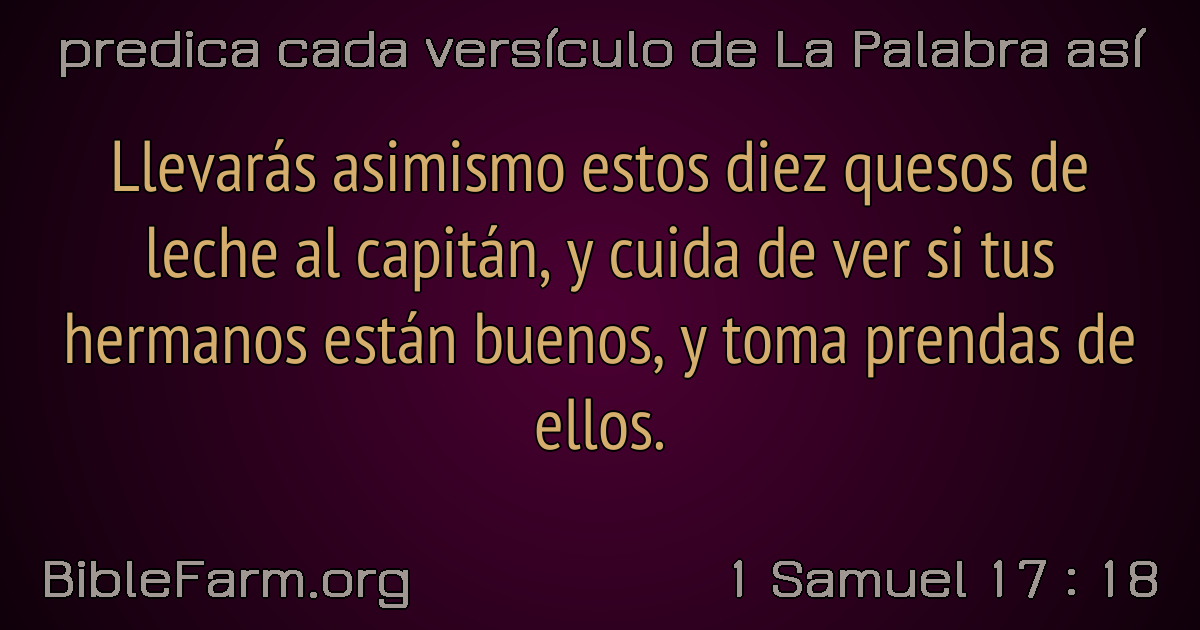 predica cada versículo de La Palabra así
Llevarás asimismo estos diez quesos de
leche al capitán, y cuida de ver si tus
hermanos están buenos, y toma prendas de
ellos.
BibleFarm.org
1 Samuel 17 : 18